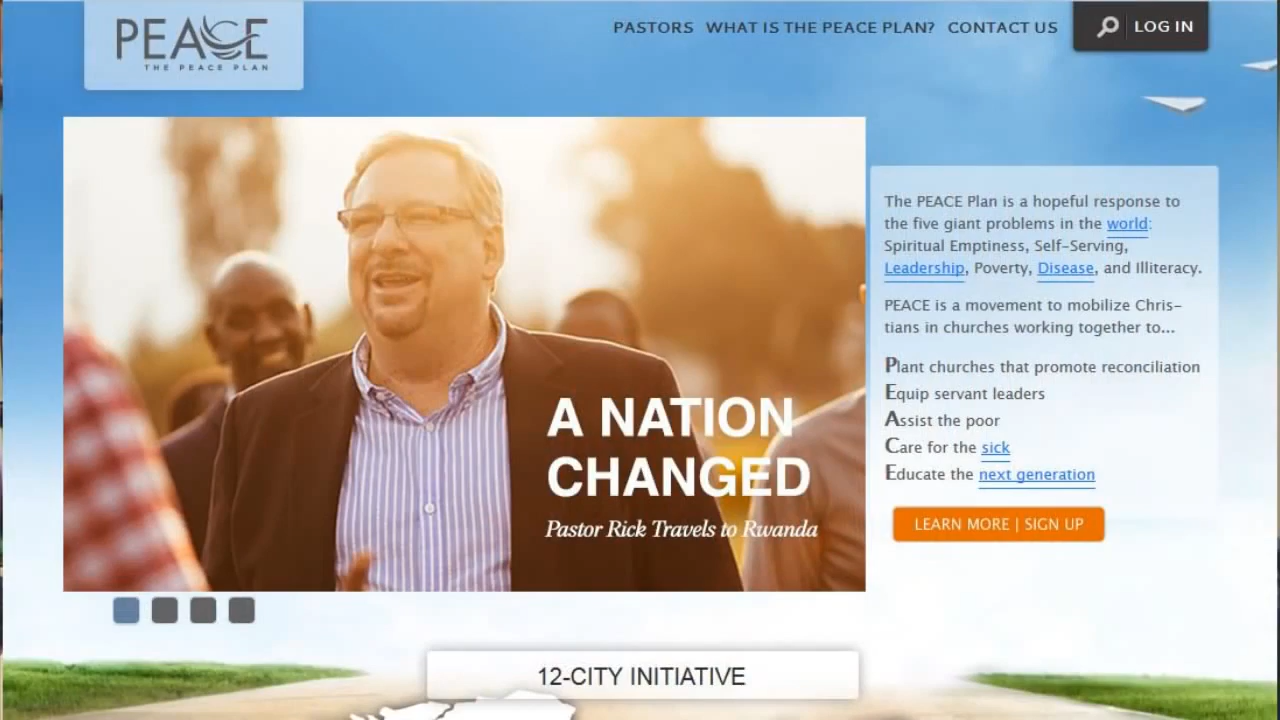 PEACE
THE PEACE PLAN
PASTORS WHAT IS THE PEACE PLAN? CONTACT US
LOG IN
The PEACE Plan is a hopeful response to
the five giant problems in the world:
Spiritual Emptiness, Self-Serving,
Leadership, Poverty, Disease, and Illiteracy.
PEACE is a movement to mobilize Chris-
tians in churches working together to...
Plant churches that promote reconciliation
Equip servant leaders
Assist the poor
Care for the sick
Educate the next generation
LEARN MORE | SIGN UP
A NATION
CHANGED
Pastor Rick Travels to Rwanda
12-CITY INITIATIVE